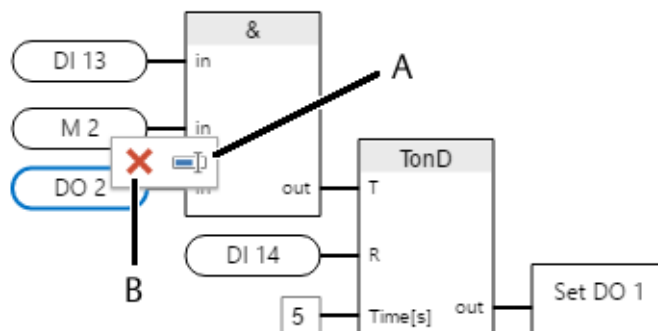 &
DI 13
in
A
M 2
in
TonD
DO 2
in
out
T
DI 14
R
B
5
Time[s]
out
Set DO 1